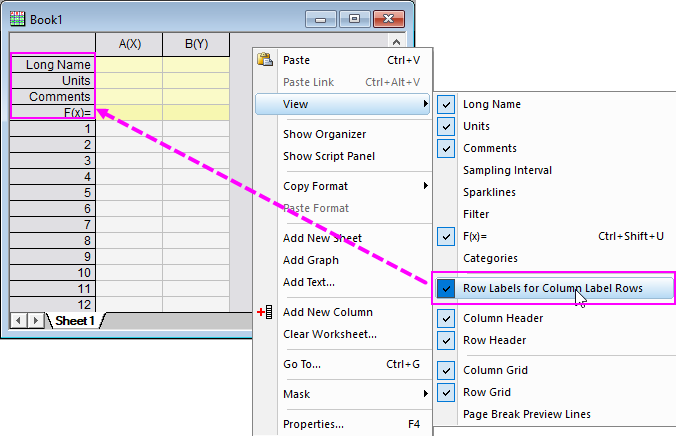 Book1
A(X) B(Y)
Long Name
Units
Comments
F(x)=
1
2
3
4
5
6
7
8
9
10
11
12
Sheet1
Paste Ctrl+V
Paste Link Ctrl+Alt+V
View
Show Organizer
Show Script Panel
Copy Format
Paste Format
Add New Sheet
Add Graph
Add Text...
Add New Column
Clear Worksheet...
Go To... Ctrl+G
Mask
Properties... F4
Long Name
Units
Comments
Sampling Interval
Sparklines
Filter
F(x)= Ctrl+Shift+U
Categories
Row Labels for Column Label Rows
Column Header
Row Header
Column Grid
Row Grid
Page Break Preview Lines